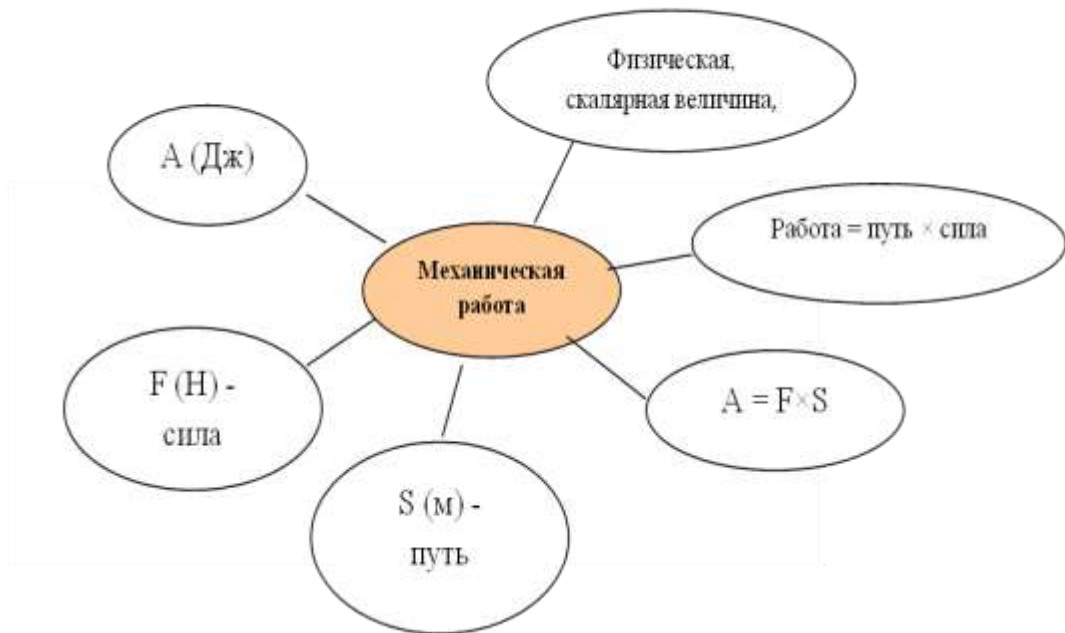 Физическая,
скалярная величина,
А (Дж)
Работа = путь × сила
Механическая
работа
F (Н) -
сила
А = F×S
S (м) -
путь